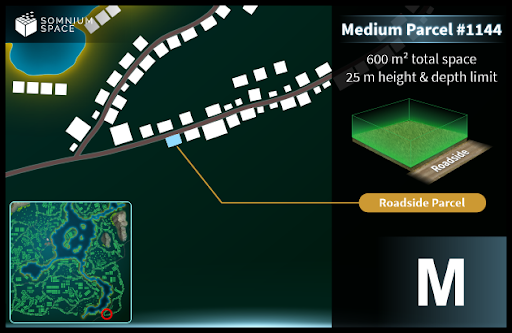 SOMNIUM
SPACE
Medium Parcel #1144
600 m² total space
25 m height & depth limit
Roadside
Roadside Parcel
M